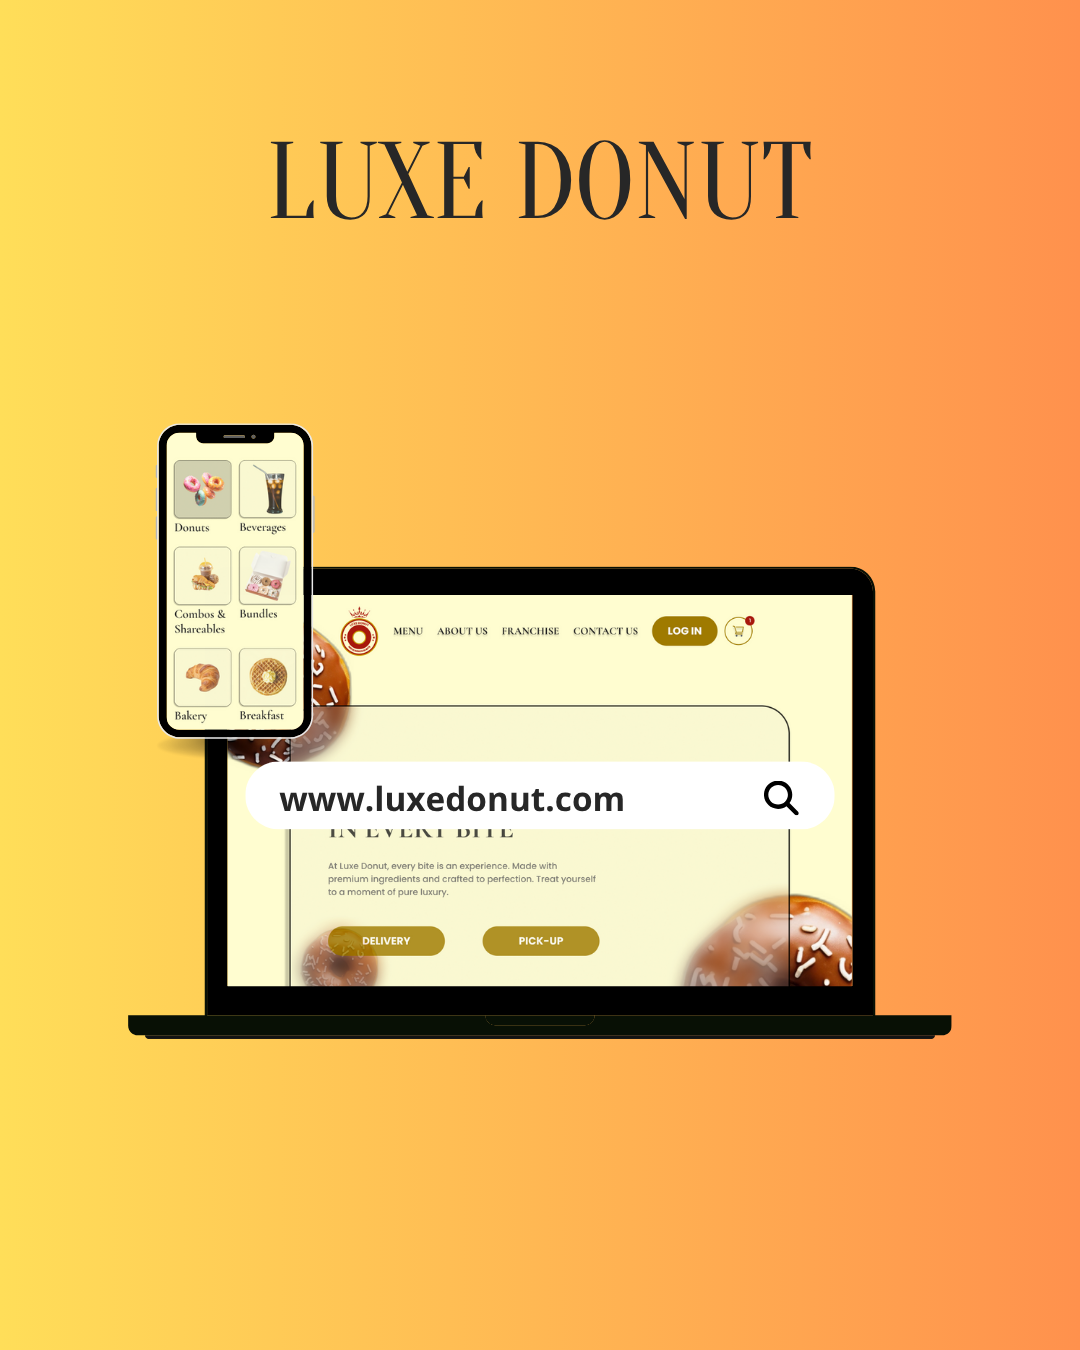 LUXE DONUT
Donuts
Beverages
Combos &
Shareables
Bundles
Bakery
Breakfast
MENU
ABOUT US
FRANCHISE
CONTACT US
LOG IN
1
www.luxedonut.com
IN EVERY BITE
At Luxe Donut, every bite is an experience. Made with
premium ingredients and crafted to perfection. Treat yourself
to a moment of pure luxury.
DELIVERY
PICK-UP